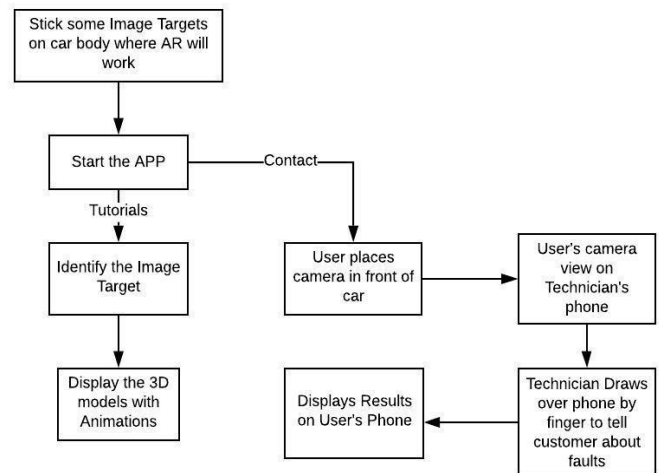 Stick some Image Targets
on car body where AR will
work
Start the APP
Contact
Tutorials
Identify the Image
Target
User places
camera in front of
car
User's camera
view on
Technician's
phone
Display the 3D
models with
Animations
Displays Results
on User's Phone
Technician Draws
over phone by
finger to tell
customer about
faults